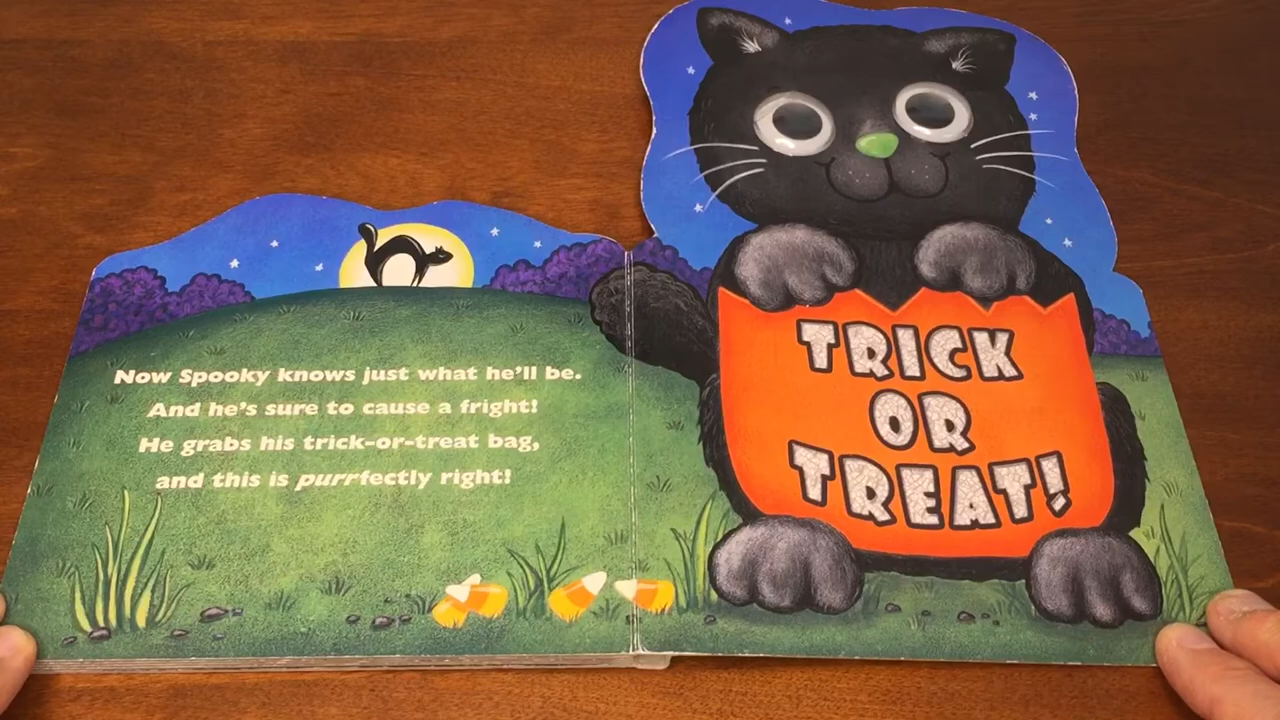 Now Spooky knows just what he'll be.
And he's sure to cause a fright!
He grabs his trick-or-treat bag,
and this is purrfectly right!
TRICK
OR
TREAT!